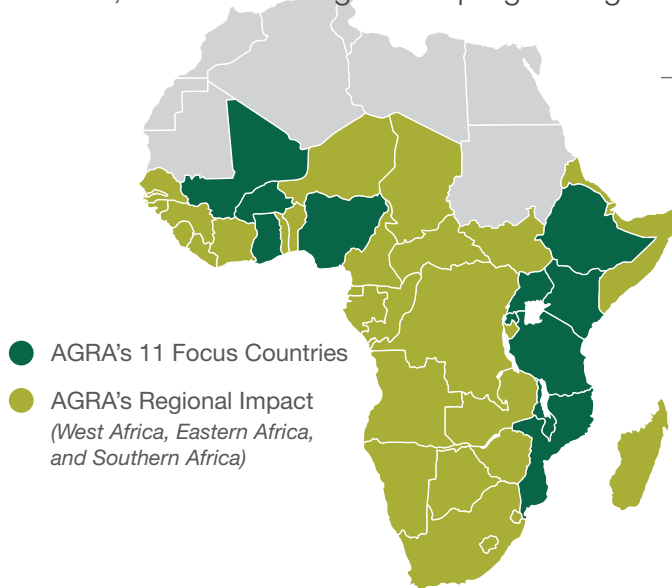 AGRA's 11 Focus Countries
AGRA's Regional Impact
(West Africa, Eastern Africa,
and Southern Africa)